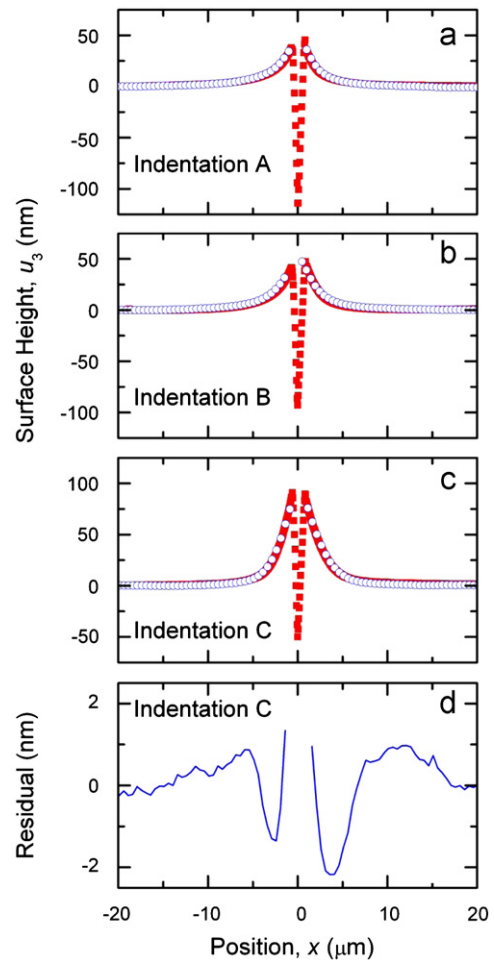 a
50
0
-50
-100
Indentation A
b
50
0
-50
-100
Indentation B
Surface Height, u3 (nm)
c
100
50
0
-50
Indentation C
d
Indentation C
2
0
-2
Residual (nm)
-20 -10 0 10 20
Position, x (μm)